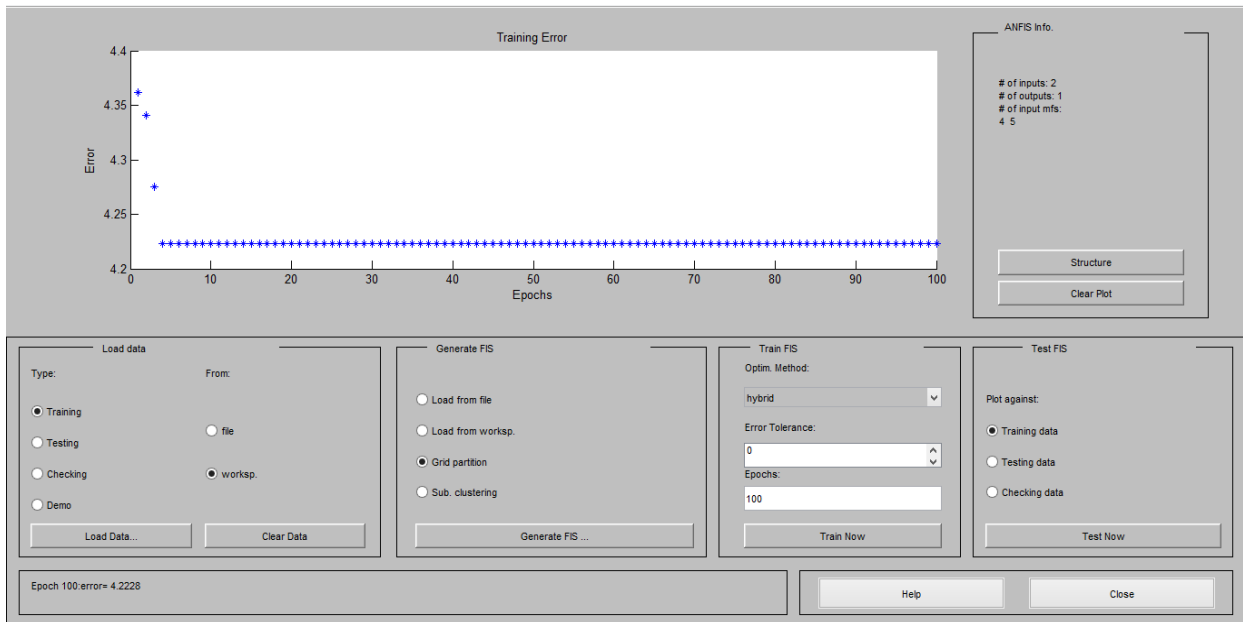 Training Error
4.4
4.35
4.3
4.25
4.2
Error
0 10 20 30 40 50 60 70 80 90 100
Epochs
ANFIS Info.
# of inputs: 2
# of outputs: 1
# of input mfs:
4 5
Structure
Clear Plot
Load data
Type: From:
Training
file
Testing
Checking
worksp.
Demo
Load Data... Clear Data
Generate FIS
Load from file
Load from worksp.
Grid partition
Sub. clustering
Generate FIS ...
Train FIS
Optim. Method:
hybrid
Error Tolerance:
0
Epochs:
100
Train Now
Test FIS
Plot against:
Training data
Testing data
Checking data
Test Now
Epoch 100:error= 4.2228
Help Close